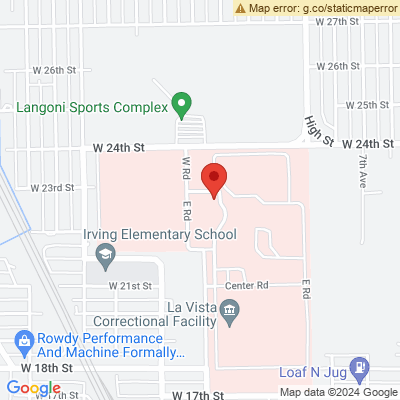 Map error: g.co/staticmaperror
W 27th St
W 26th St
W 26th St
Langoni Sports Complex
W 25th St
High St
W 24th St
W 24th St
W Rd
7th Ave
W 23rd St
E Rd
Irving Elementary School
W 21st St
Center Rd
E Rd
La Vista
Correctional Facility
Rowdy Performance
And Machine Formally...
W 18th St
Loaf N Jug
Google
W 17th St
W 17th St
Map data ©2024 Google